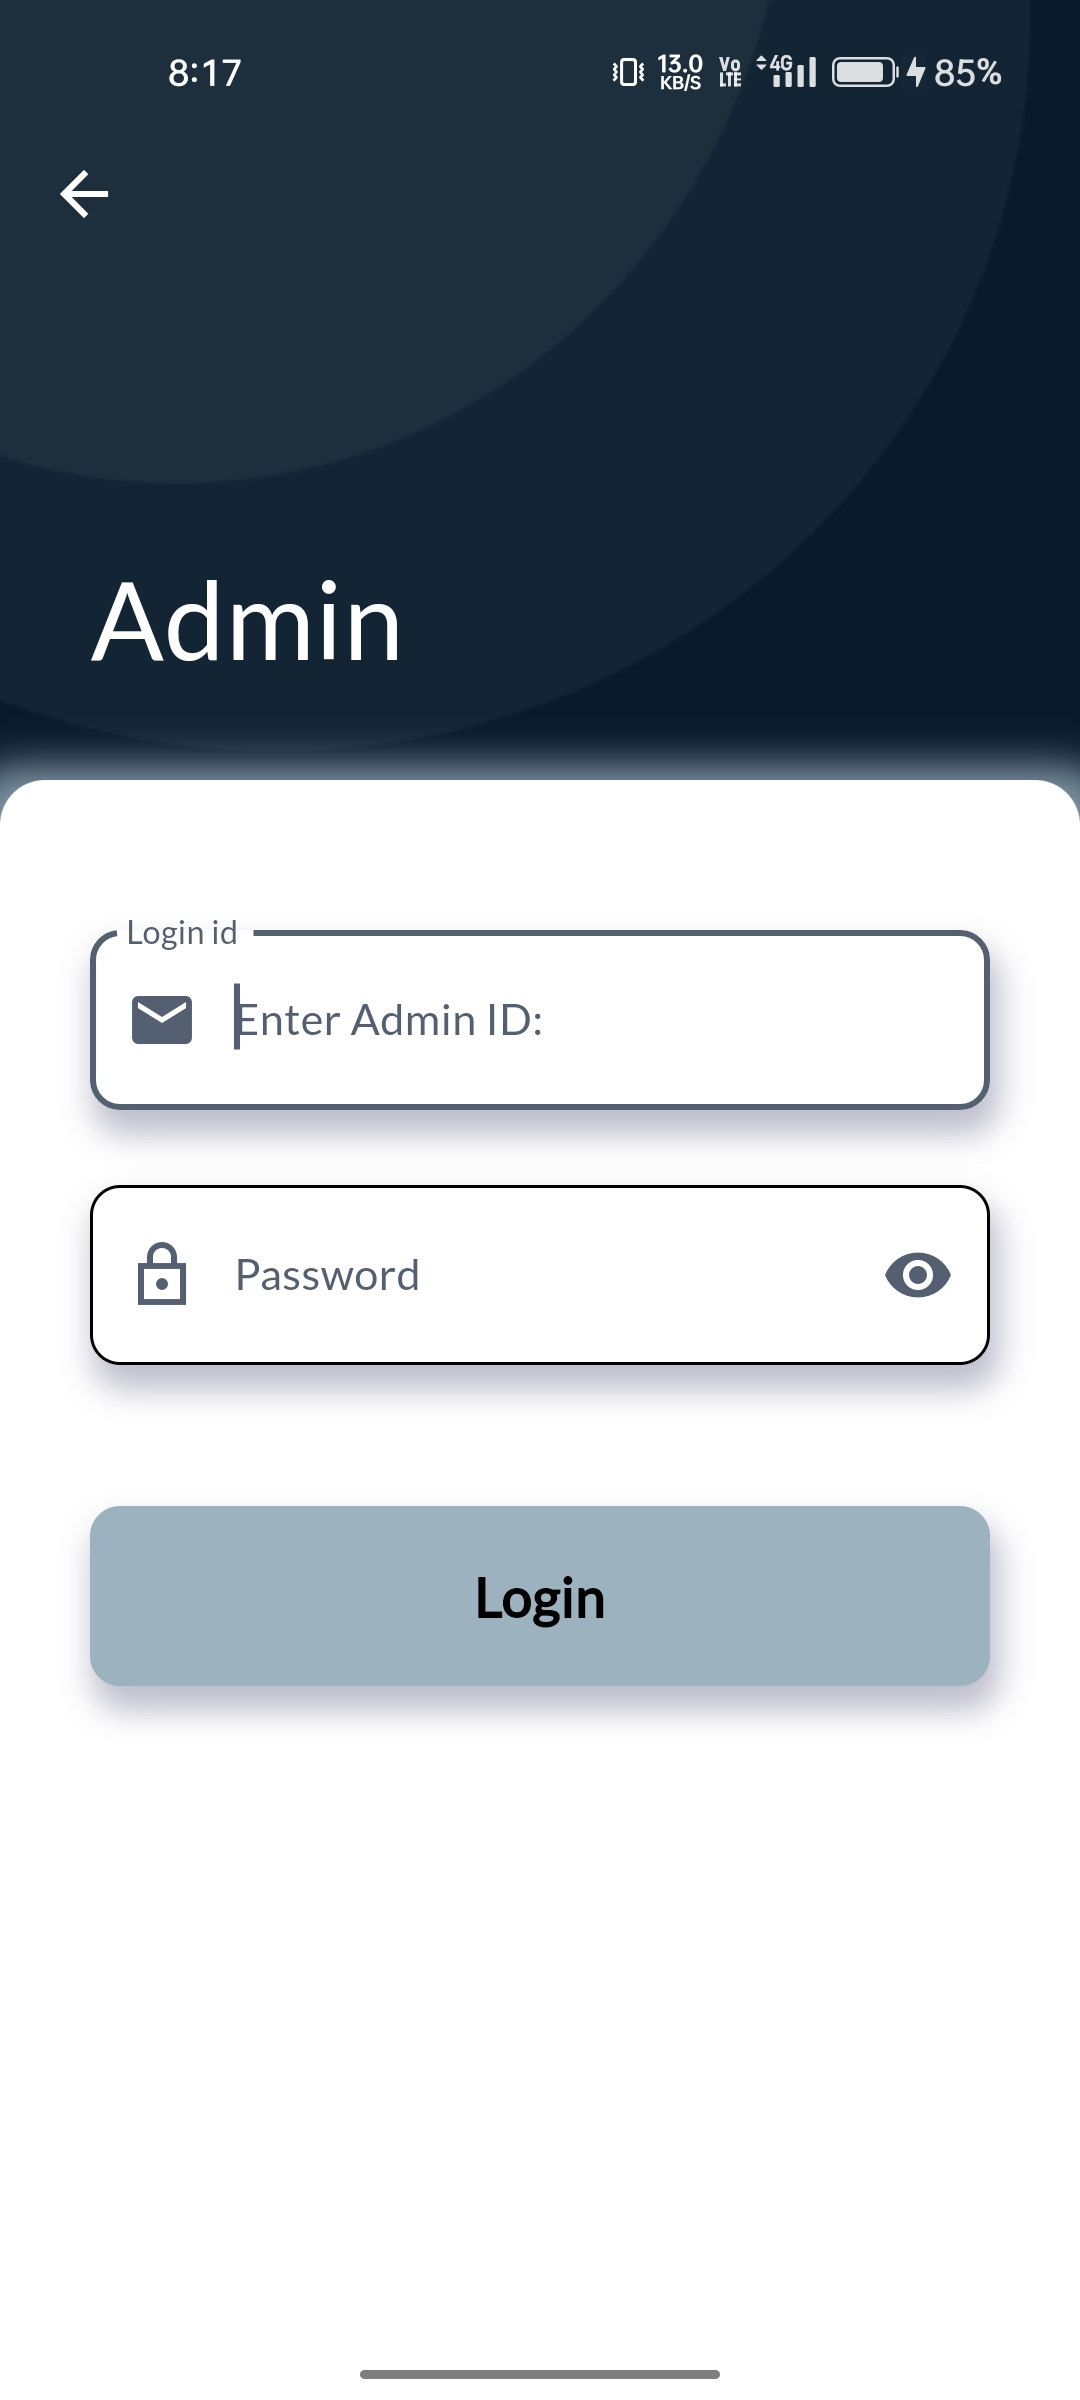 8:17
13.0
KB/S
Vo
LTE
4G
85%
Admin
Login id
Enter Admin ID:
Password
Login